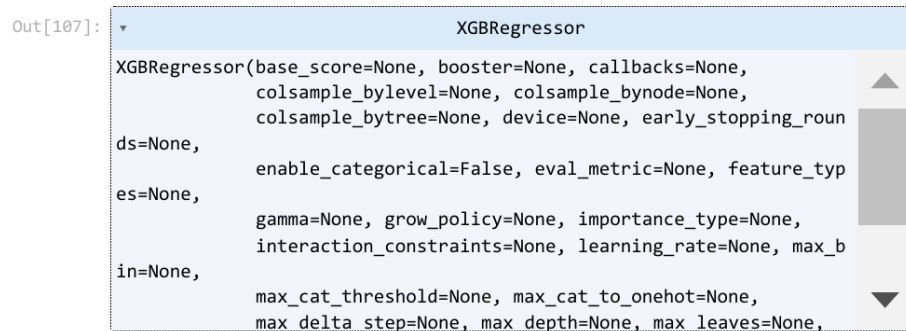 Out[107]:
XGBRegressor
XGBRegressor(base_score=None, booster=None, callbacks=None,
colsample_bylevel=None, colsample_bynode=None,
colsample_bytree=None, device=None, early_stopping_roun
ds=None,
enable_categorical=False, eval_metric=None, feature_typ
es=None,
gamma=None, grow_policy=None, importance_type=None,
interaction_constraints=None, learning_rate=None, max_b
in=None,
max_cat_threshold=None, max_cat_to_onehot=None,
max_delta_step=None, max_depth=None, max_leaves=None,